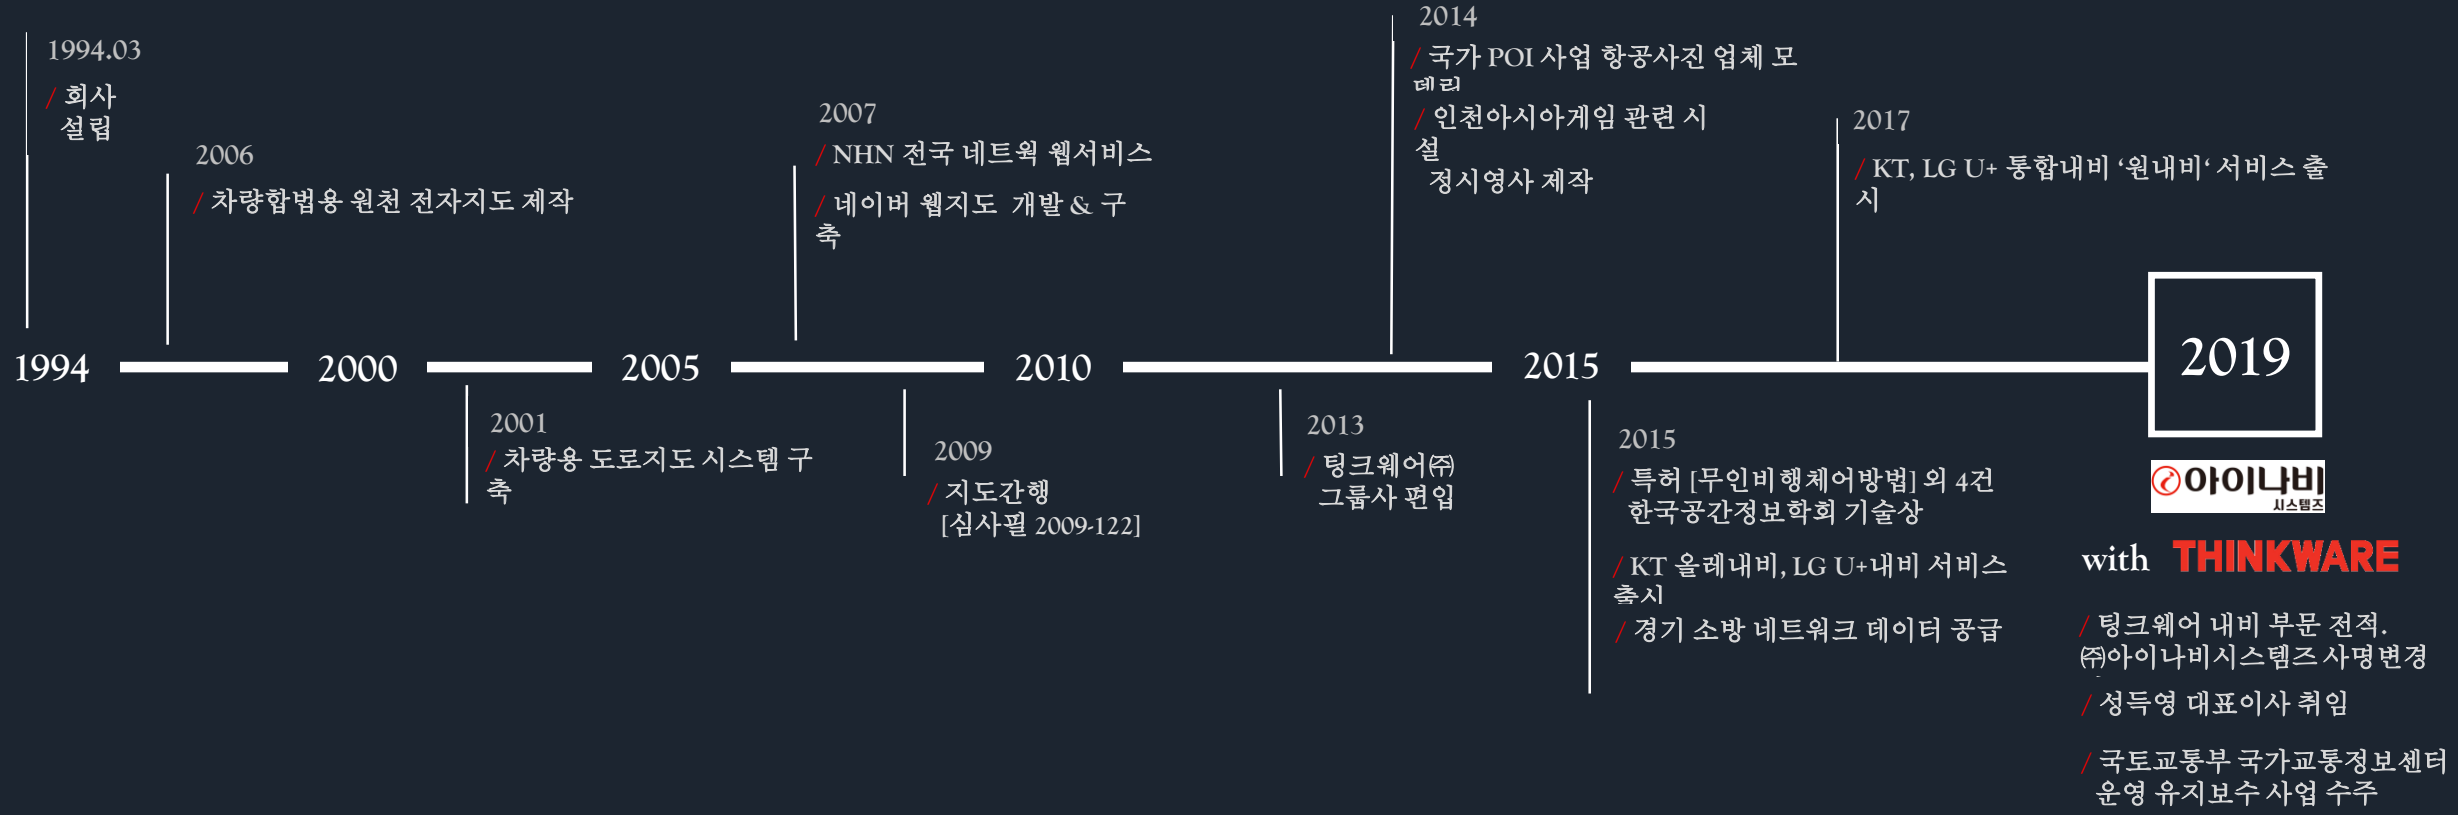 1994.03
/ 회사
설립
2006
/ 차량합법용 원천 전자지도 제작
2007
/ NHN 전국 네트웍 웹서비스
/ 네이버 웹지도 개발 & 구
축
2014
/ 국가 POI 사업 항공사진 업체 모
델링
/ 인천아시아게임 관련 시
설
정시영사 제작
2017
/ KT, LG U+ 통합내비 ‘원내비‘ 서비스 출
시
1994
2000
2005
2010
2015
2019
2001
/ 차량용 도로지도 시스템 구
축
2009
/ 지도간행
[심사필 2009-122]
2013
/ 팅크웨어㈜
그룹사 편입
2015
/ 특허 [무인비행체어방법] 외 4건
한국공간정보학회 기술상
/ KT 올레내비, LG U+내비 서비스
출시
/ 경기 소방 네트워크 데이터 공급
아이나비
시스템즈
with THINKWARE
/ 팅크웨어 내비 부문 전적.
㈜아이나비시스템즈 사명변경
/ 성득영 대표이사 취임
/ 국토교통부 국가교통정보센터
운영 유지보수 사업 수주